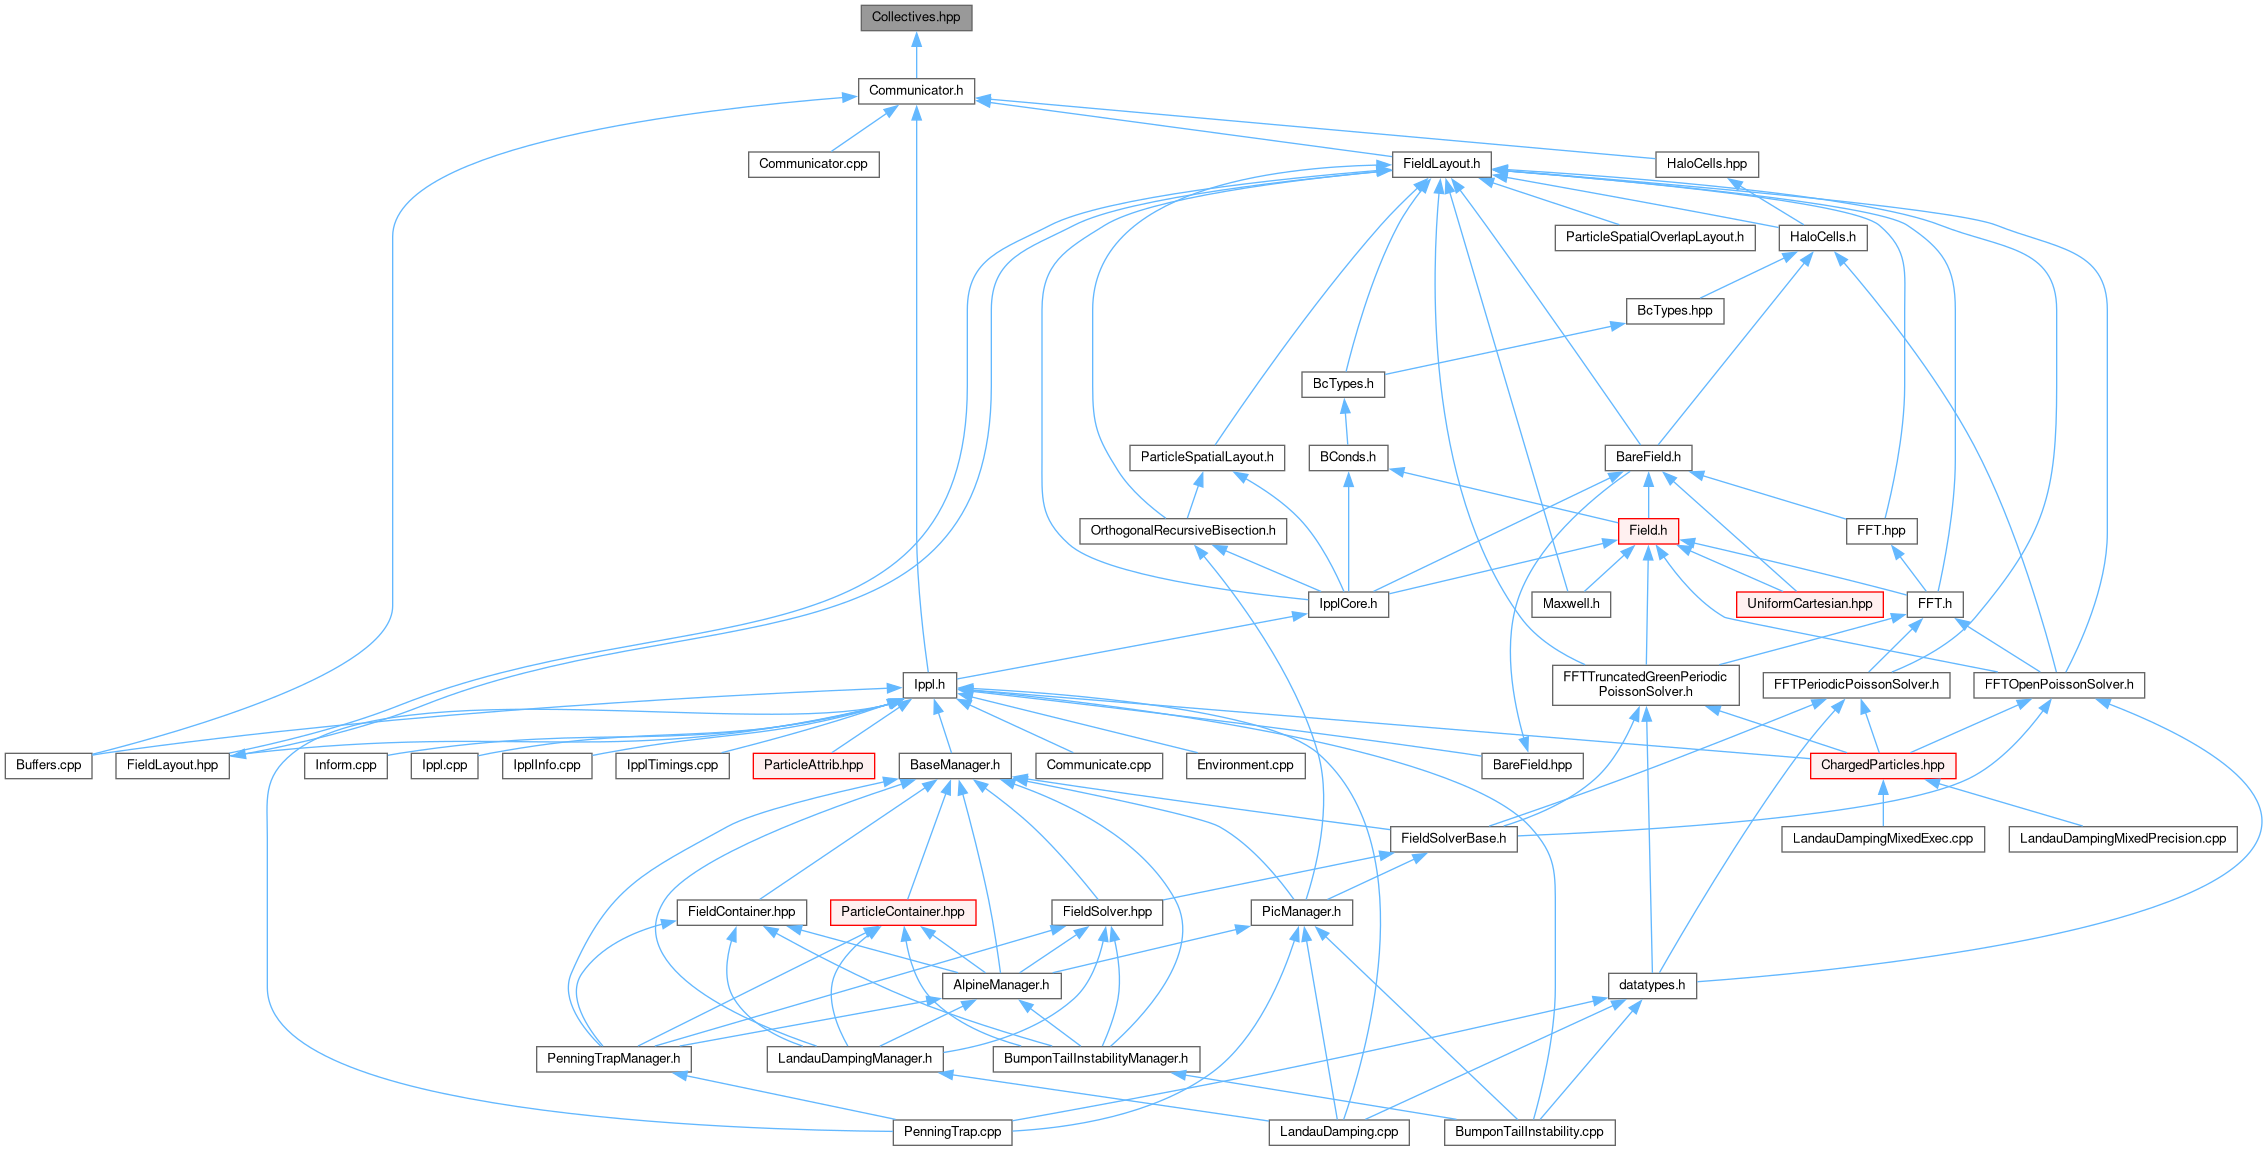 Collectives.hpp
Communicator.h
Communicator.cpp
FieldLayout.h
HaloCells.hpp
ParticleSpatialOverlapLayout.h
HaloCells.h
BcTypes.hpp
BcTypes.h
ParticleSpatialLayout.h
BConds.h
BareField.h
OrthogonalRecursiveBisection.h
Field.h
FFT.hpp
IpplCore.h
Maxwell.h
UniformCartesian.hpp
FFT.h
Ippl.h
FFTTruncatedGreenPeriodic
PoissonSolver.h
FFTPeriodicPoissonSolver.h
FFTOpenPoissonSolver.h
Buffers.cpp
FieldLayout.hpp
Inform.cpp
Ippl.cpp
IpplInfo.cpp
IpplTimings.cpp
ParticleAttrib.hpp
BaseManager.h
Communicate.cpp
Environment.cpp
BareField.hpp
ChargedParticles.hpp
FieldSolverBase.h
LandauDampingMixedExec.cpp
LandauDampingMixedPrecision.cpp
FieldContainer.hpp
ParticleContainer.hpp
FieldSolver.hpp
PicManager.h
AlpineManager.h
datatypes.h
PenningTrapManager.h
LandauDampingManager.h
BumponTailInstabilityManager.h
PenningTrap.cpp
LandauDamping.cpp
BumponTailInstability.cpp